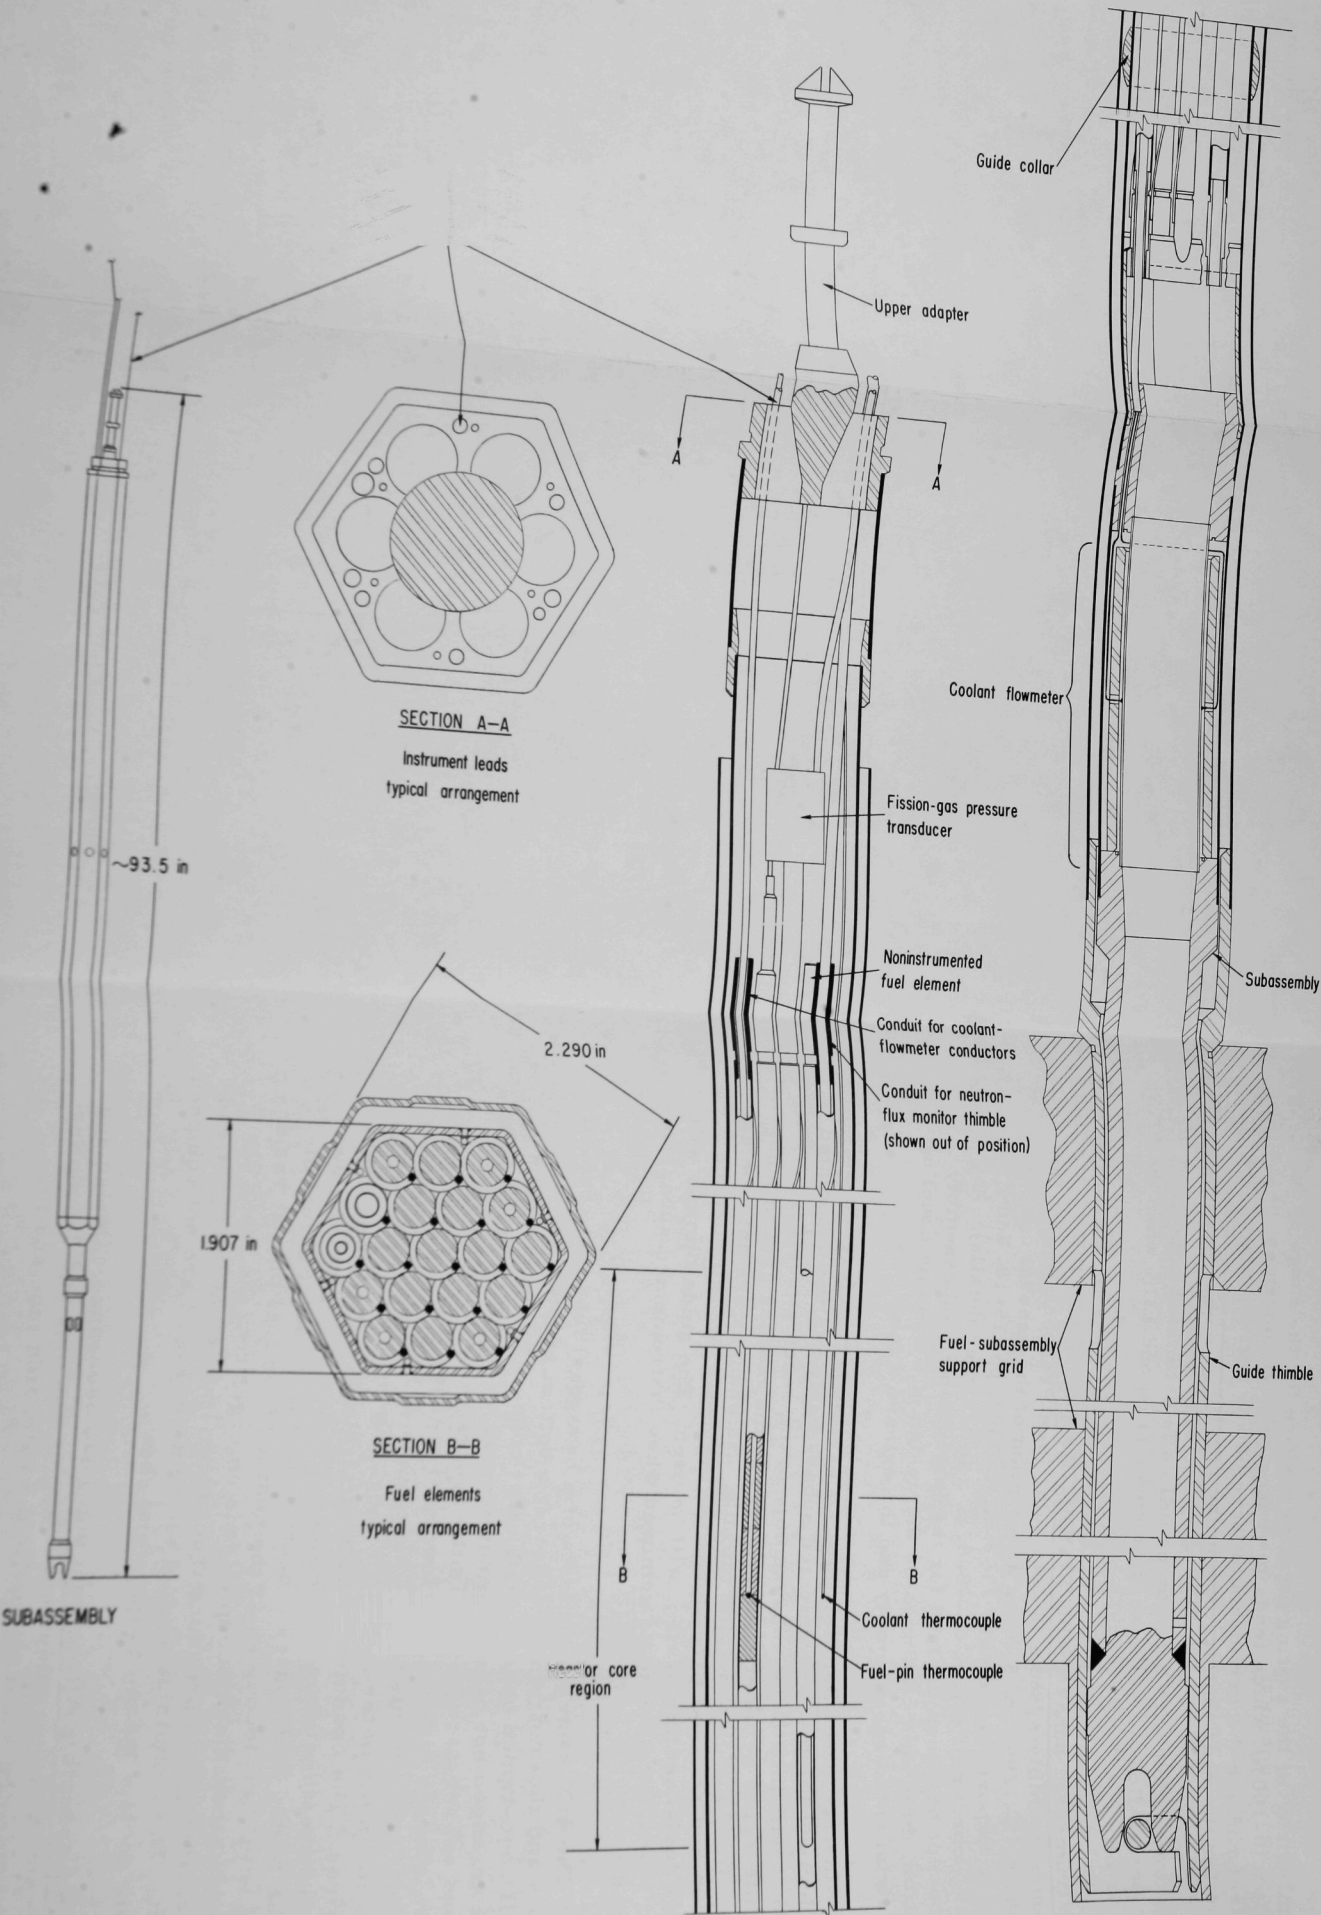 Guide collar
Upper adapter
A
A
SECTION A—A
Instrument leads
typical arrangement
Coolant flowmeter
Fission-gas pressure
transducer
~93.5 in
Noninstrumented
fuel element
Subassembly
Conduit for coolant-
flowmeter conductors
2.290 in
Conduit for neutron-
flux monitor thimble
(shown out of position)
1.907 in
Fuel-subassembly
support grid
Guide thimble
SECTION B—B
Fuel elements
typical arrangement
B
B
SUBASSEMBLY
Coolant thermocouple
core
region
Fuel-pin thermocouple